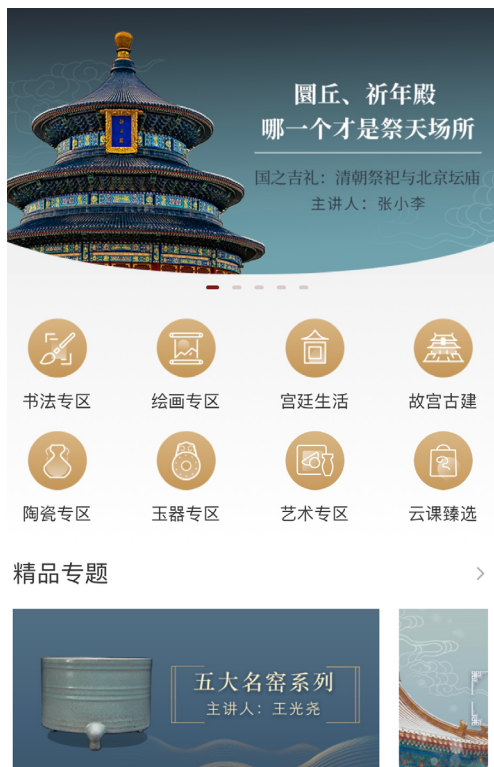 圜丘、祈年殿
哪一个才是祭天场所
国之吉礼：清朝祭祀与北京坛庙
主讲人：张小李
书法专区
绘画专区
宫廷生活
故宫古建
陶瓷专区
玉器专区
艺术专区
云课臻选
精品专题
五大名窑系列
主讲人：王光尧